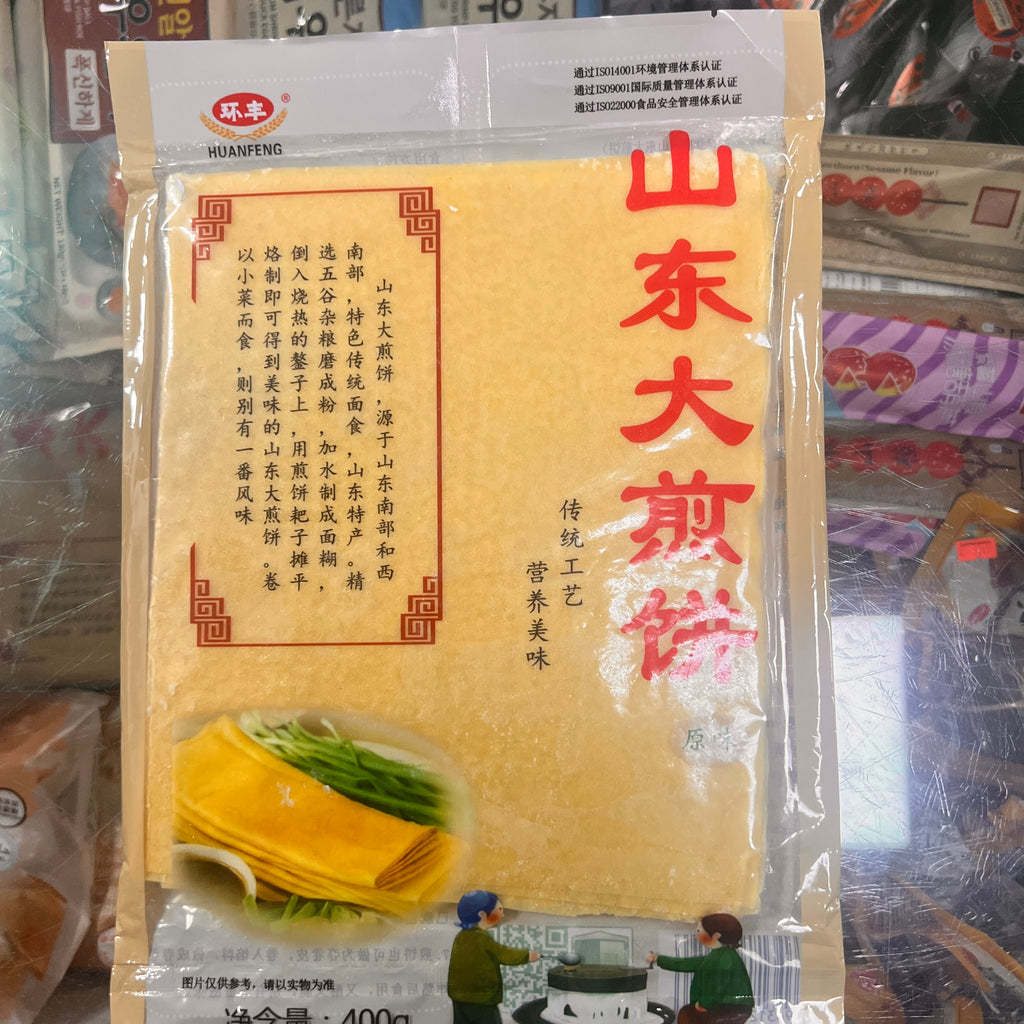 环丰®
HUANFENG
通过ISO14001环境管理体系认证
通过ISO9001国际质量管理体系认证
通过ISO22000食品安全管理体系认证
山东大煎饼
原味
传统工艺
营养美味
山东大煎饼,源于山东南部和西
南部,特色传统面食,山东特产。精
选五谷杂粮磨成粉,加水制成面糊,
倒入烧热的鏊子上,用煎饼耙子摊平
烙制即可得到美味的山东大煎饼。卷
以小菜而食,则别有一番风味
图片仅供参考,请以实物为准
净含量:400g
(Sesame Flavor)
폭신하게
NET WEIGHT